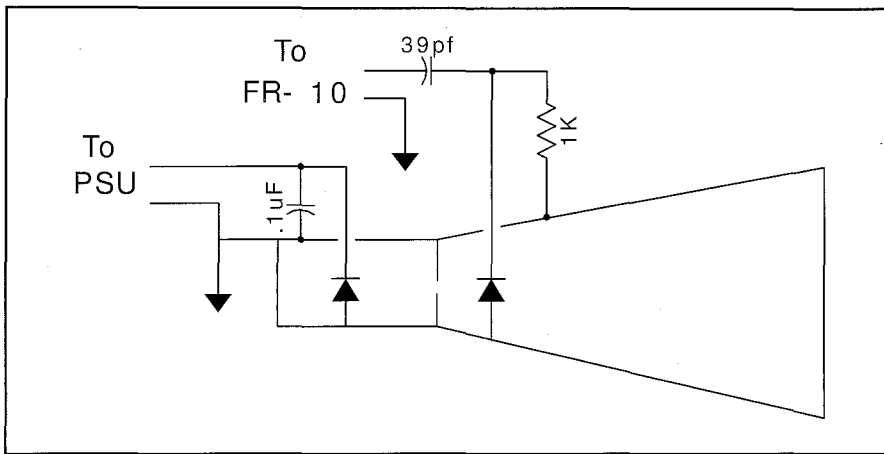 To
FR- 10
39pf
1K
To
PSU
.1uF